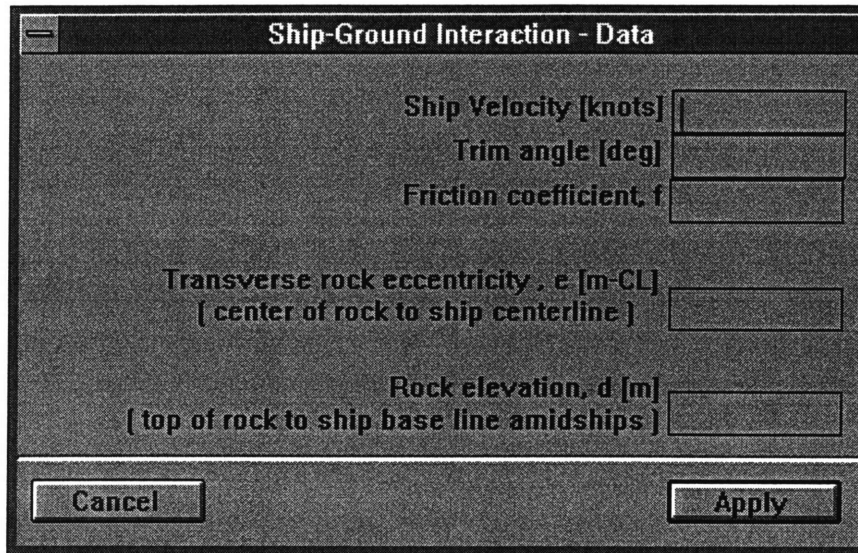 Ship-Ground Interaction - Data
Ship Velocity [knots]
Trim angle [deg]
Friction coefficient, f
Transverse rock eccentricity , e [m-CL]
( center of rock to ship centerline )
Rock elevation, d [m]
( top of rock to ship base line amidships )
Cancel
Apply